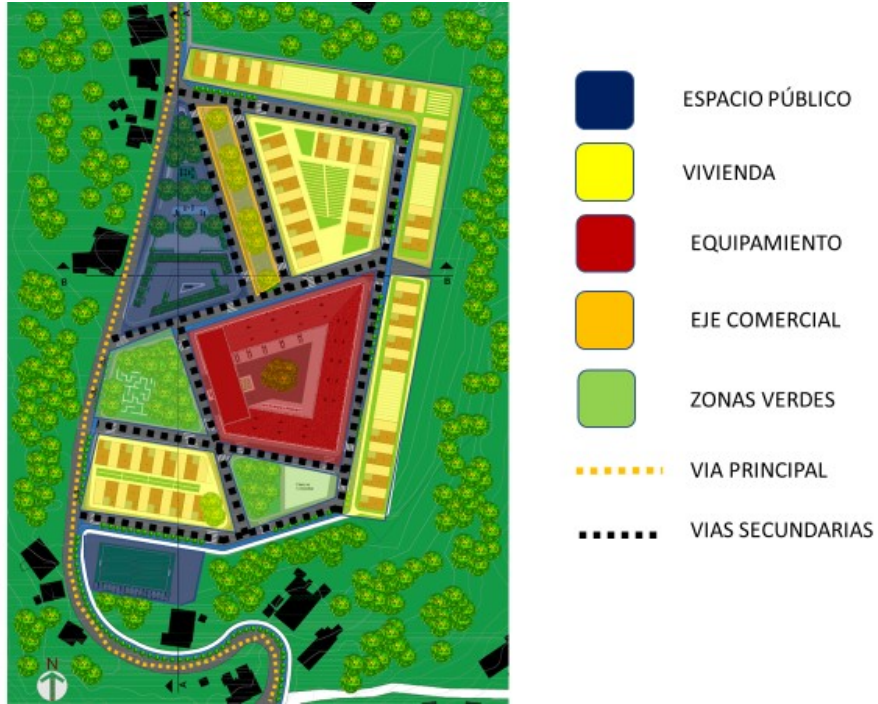 A
ESPACIO PÚBLICO
VIVIENDA
EQUIPAMIENTO
B
B
EJE COMERCIAL
ZONAS VERDES
VIA PRINCIPAL
VIAS SECUNDARIAS
N
A